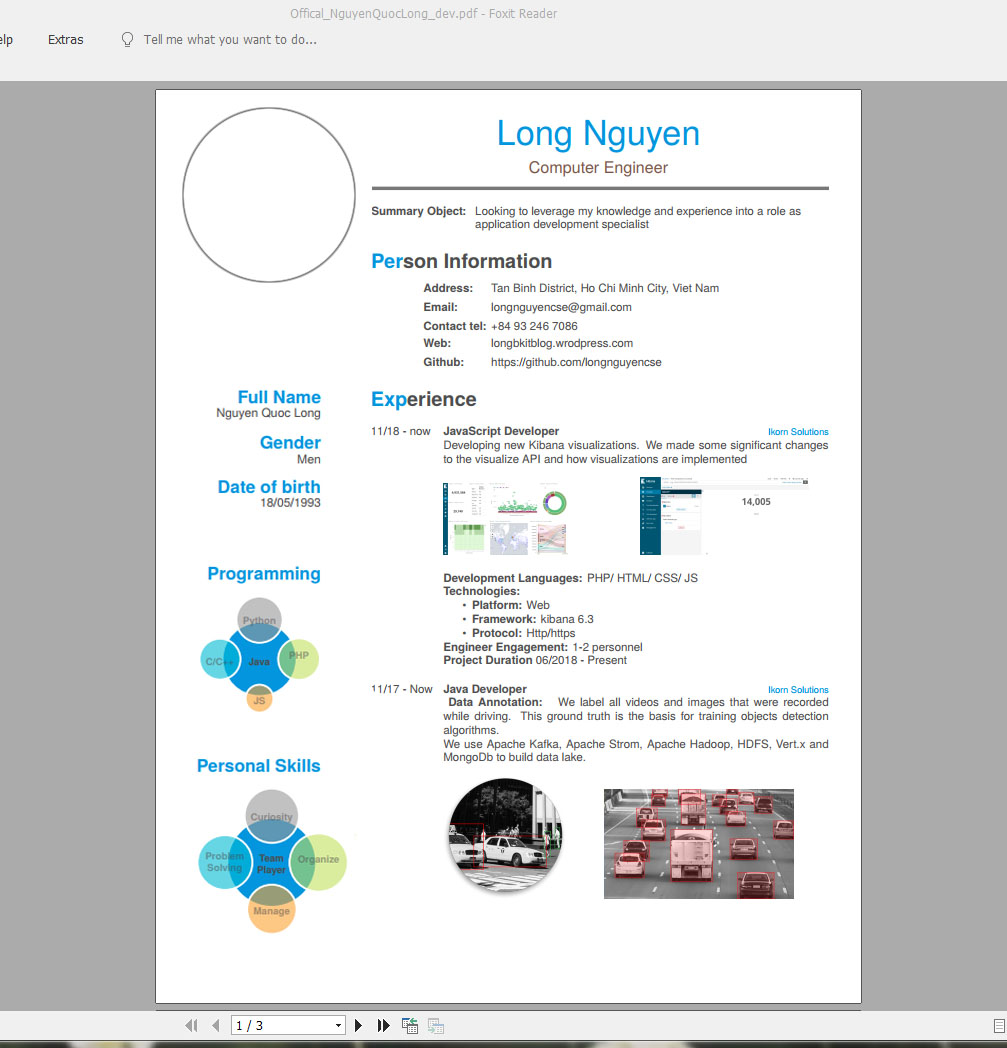 Offical_NguyenQuocLong_dev.pdf - Foxit Reader
elp Extras Tell me what you want to do...
Long Nguyen
Computer Engineer
Summary Object: Looking to leverage my knowledge and experience into a role as
application development specialist
Person Information
Address: Tan Binh District, Ho Chi Minh City, Viet Nam
Email: longnguyencse@gmail.com
Contact tel: +84 93 246 7086
Web: longbkitblog.wrodpress.com
Github: https://github.com/longnguyencse
Full Name
Nguyen Quoc Long
Gender
Men
Date of birth
18/05/1993
Programming
Python
C/C++ Java PHP
JS
Personal Skills
Curiosity
Problem Solving
Team Player
Organize
Manage
Experience
11/18 - now JavaScript Developer Ikorn Solutions
Developing new Kibana visualizations. We made some significant changes
to the visualize API and how visualizations are implemented
14,005
Development Languages: PHP/ HTML/ CSS/ JS
Technologies:
• Platform: Web
• Framework: kibana 6.3
• Protocol: Http/https
Engineer Engagement: 1-2 personnel
Project Duration 06/2018 - Present
11/17 - Now Java Developer Ikorn Solutions
Data Annotation: We label all videos and images that were recorded
while driving. This ground truth is the basis for training objects detection
algorithms.
We use Apache Kafka, Apache Strom, Apache Hadoop, HDFS, Vert.x and
MongoDb to build data lake.
1 / 3